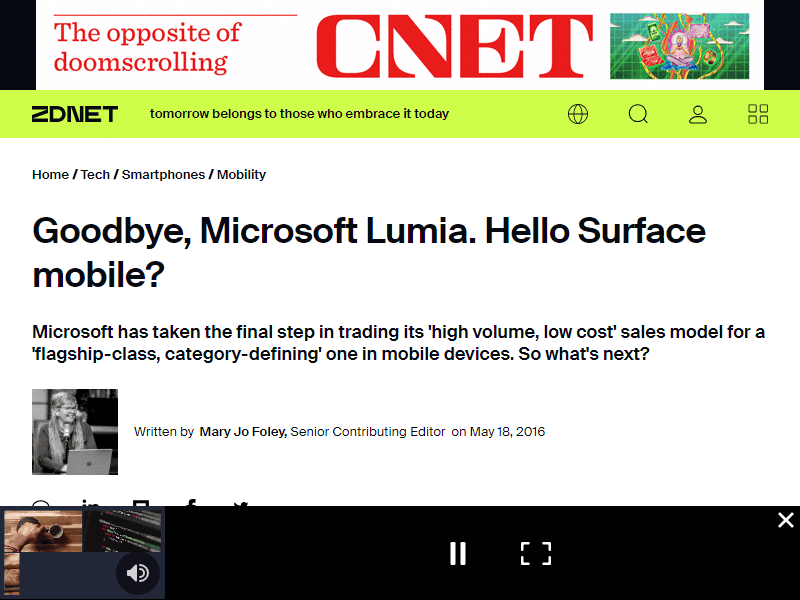 The opposite of
doomscrolling
CNET
ZDNET
tomorrow belongs to those who embrace it today
Home / Tech / Smartphones / Mobility
Goodbye, Microsoft Lumia. Hello Surface
mobile?
Microsoft has taken the final step in trading its 'high volume, low cost' sales model for a
'flagship-class, category-defining' one in mobile devices. So what's next?
Written by Mary Jo Foley, Senior Contributing Editor on May 18, 2016